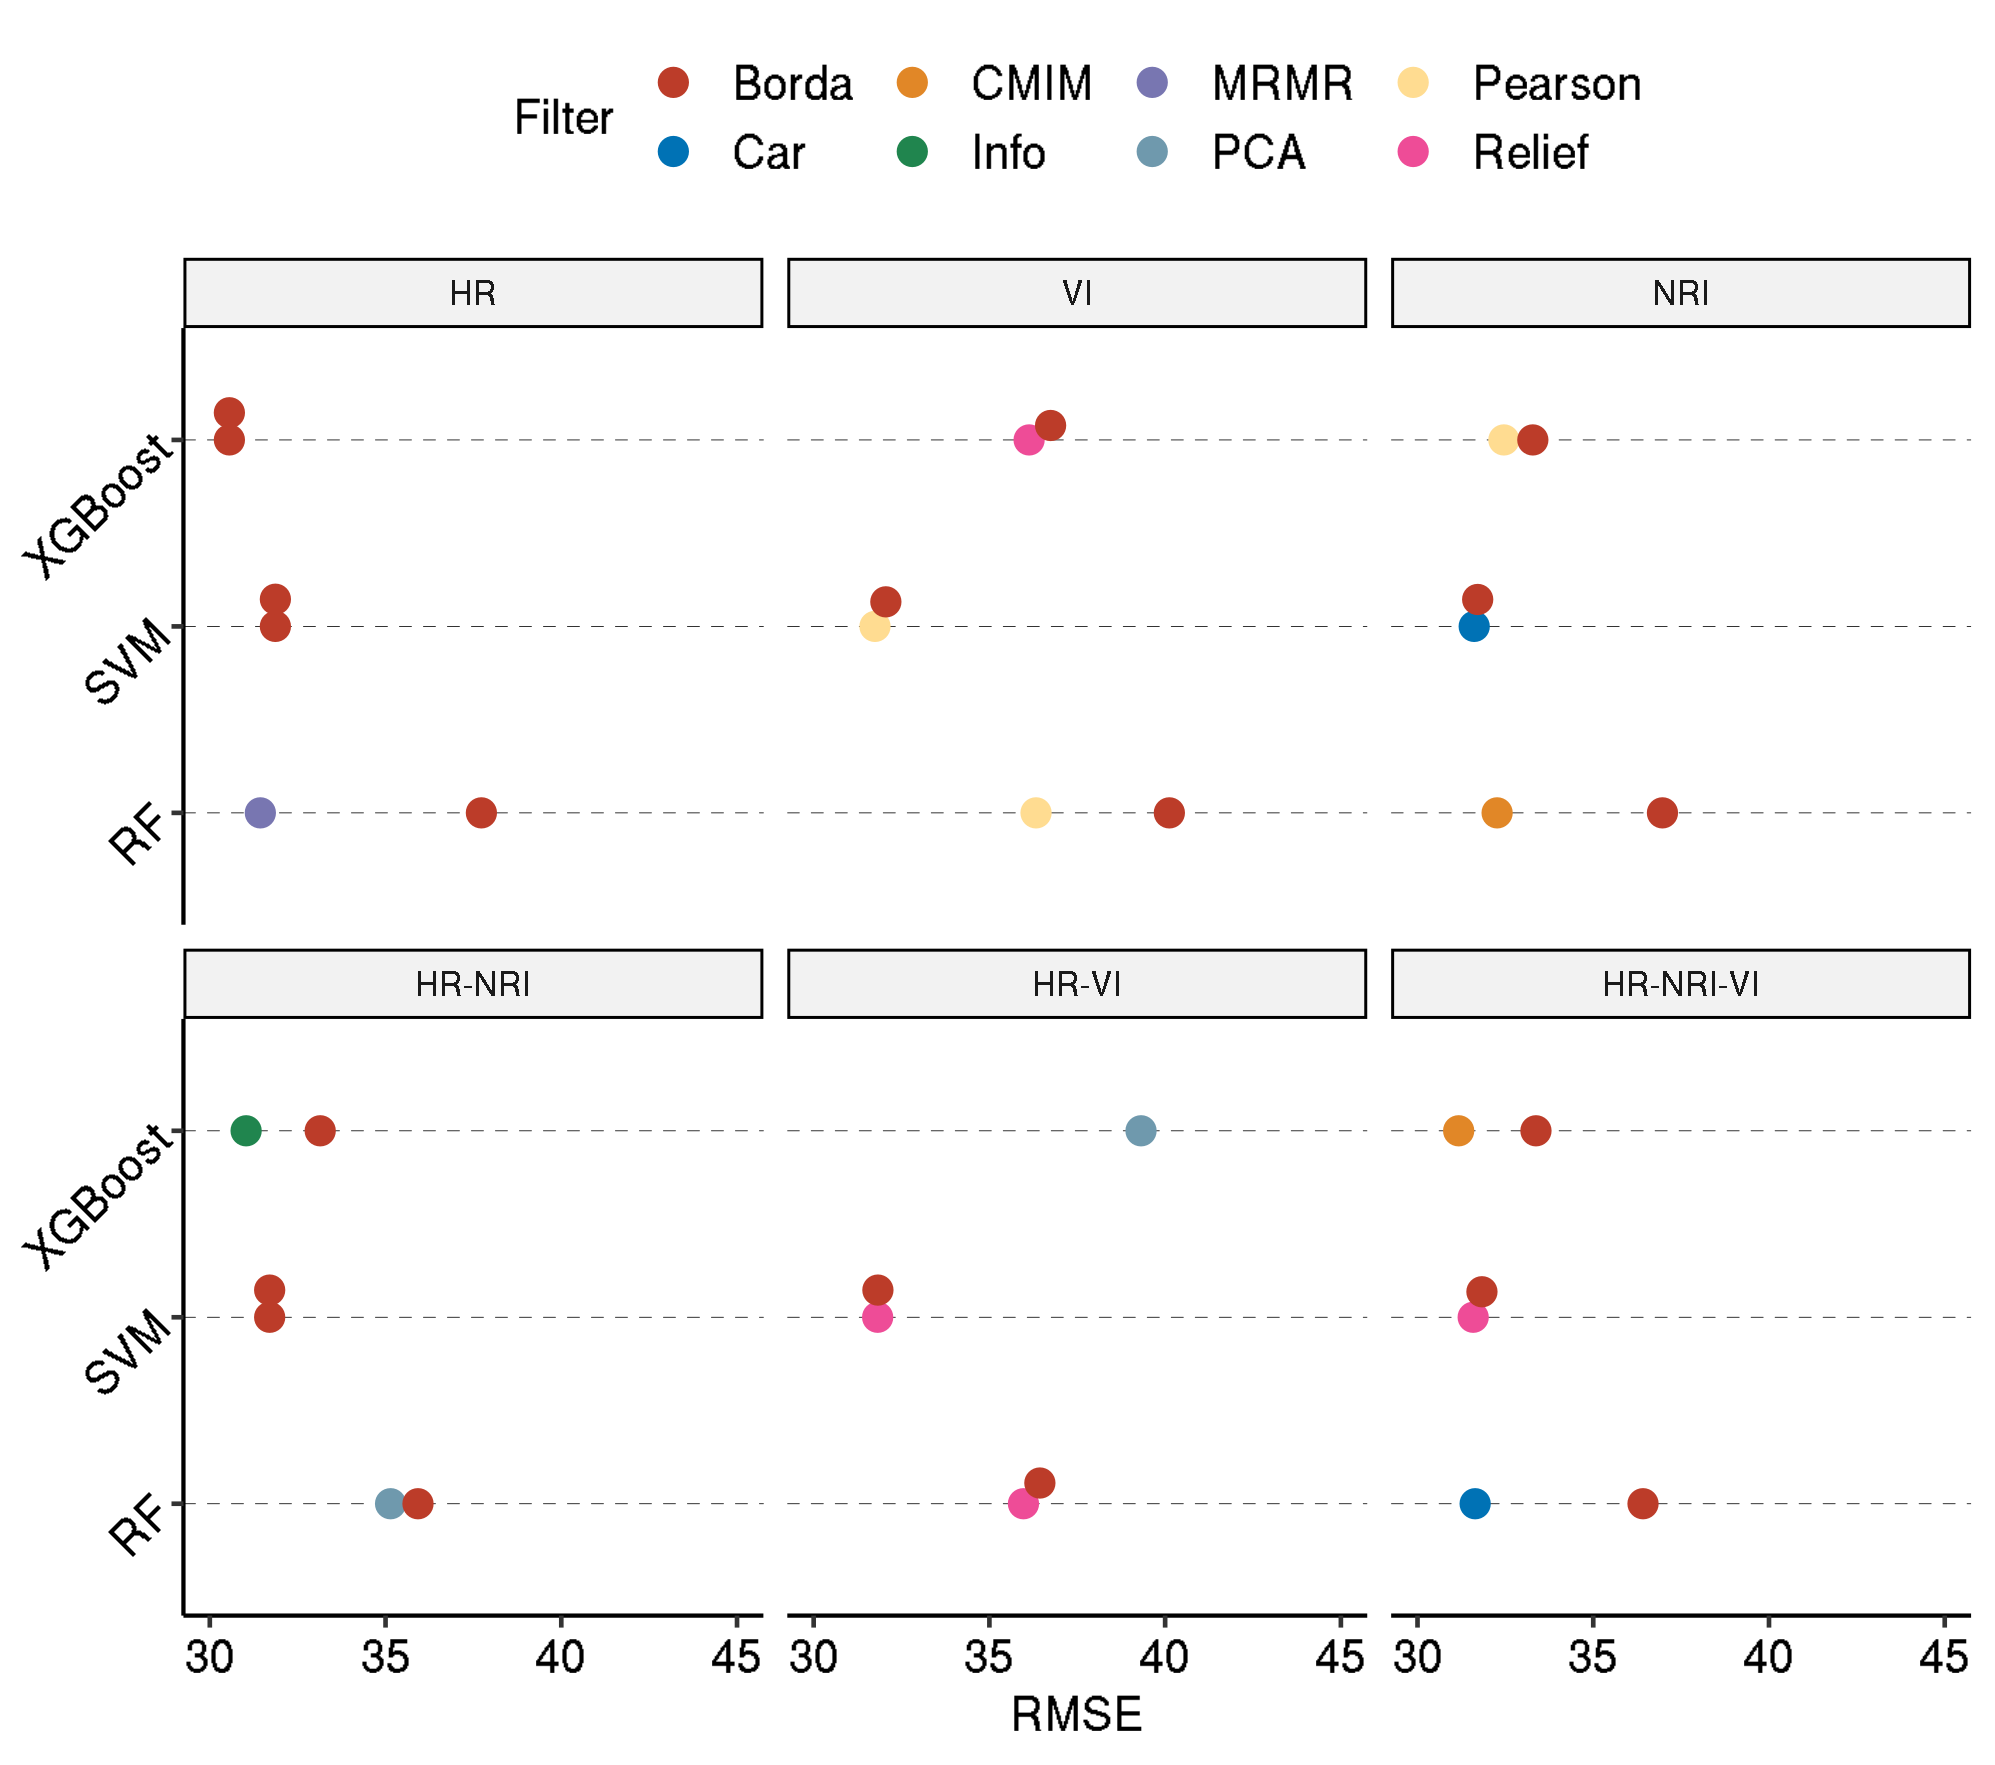 Filter
Borda CMIM MRMR Pearson
Car Info PCA Relief
HR VI NRI
XGBoost
SVM
RF
HR-NRI HR-VI HR-NRI-VI
XGBoost
SVM
RF
30 35 40 45 30 35 40 45 30 35 40 45
RMSE